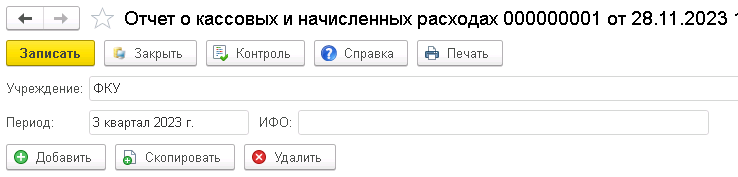 Отчет о кассовых и начисленных расходах 000000001 от 28.11.2023 1
Записать Закрыть Контроль Справка Печать
Учреждение: ФКУ
Период: 3 квартал 2023 г. ИФО:
Добавить Скопировать Удалить